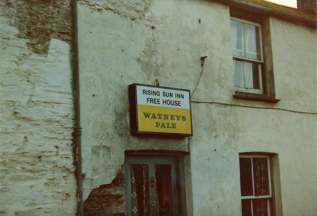 RISING SUN INN
FREE HOUSE
WATNEYS
PALE